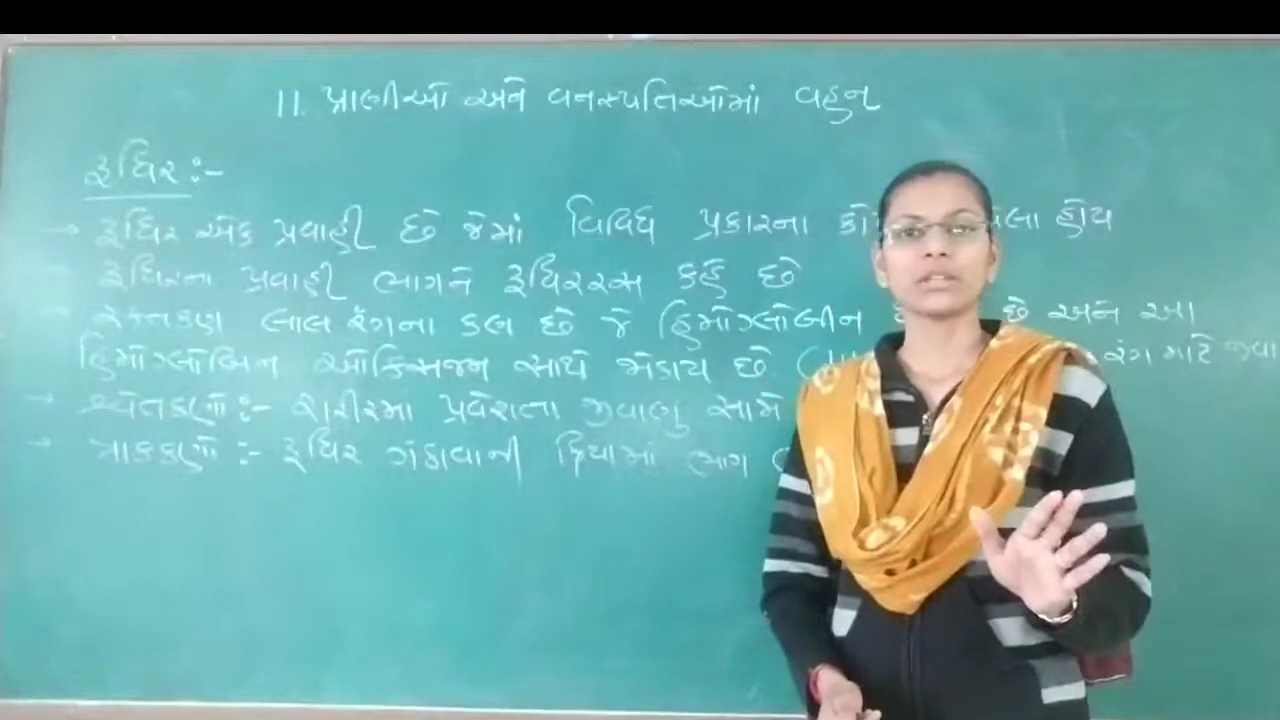 11. પ્રાણીઓ અને વનસ્પતિઓમાં વહન
રૂધિર:-
→ રૂધિર એક પ્રવાહી છે જેમાં વિવિધ પ્રકારના હોય
રૂધિરના પ્રવાહી ભાગને રૂધિરરસ કહે છે
→ રક્તકણ લાલ રંગના કણ છે જે હિમોગ્લોબીન છે અને આ
હિમોગ્લોબિન ઓક્સિજન સાથે જોડાય છે રંગ માટે
→ શ્વેતકણો:- શરીરમાં પ્રવેશતા જીવાણુ સામે
→ ત્રાકકણો:- રૂધિર ગંઠાવાની ક્રિયામાં ભાગ